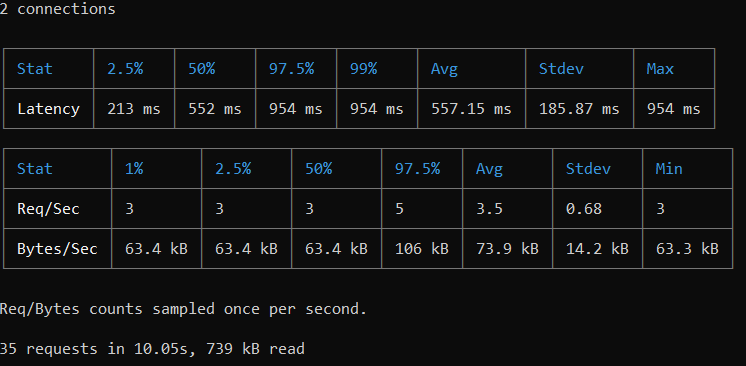 2 connections
Stat 2.5% 50% 97.5% 99% Avg Stdev Max
Latency 213 ms 552 ms 954 ms 954 ms 557.15 ms 185.87 ms 954 ms
Stat 1% 2.5% 50% 97.5% Avg Stdev Min
Req/Sec 3 3 3 5 3.5 0.68 3
Bytes/Sec 63.4 kB 63.4 kB 63.4 kB 106 kB 73.9 kB 14.2 kB 63.3 kB
Req/Bytes counts sampled once per second.
35 requests in 10.05s, 739 kB read